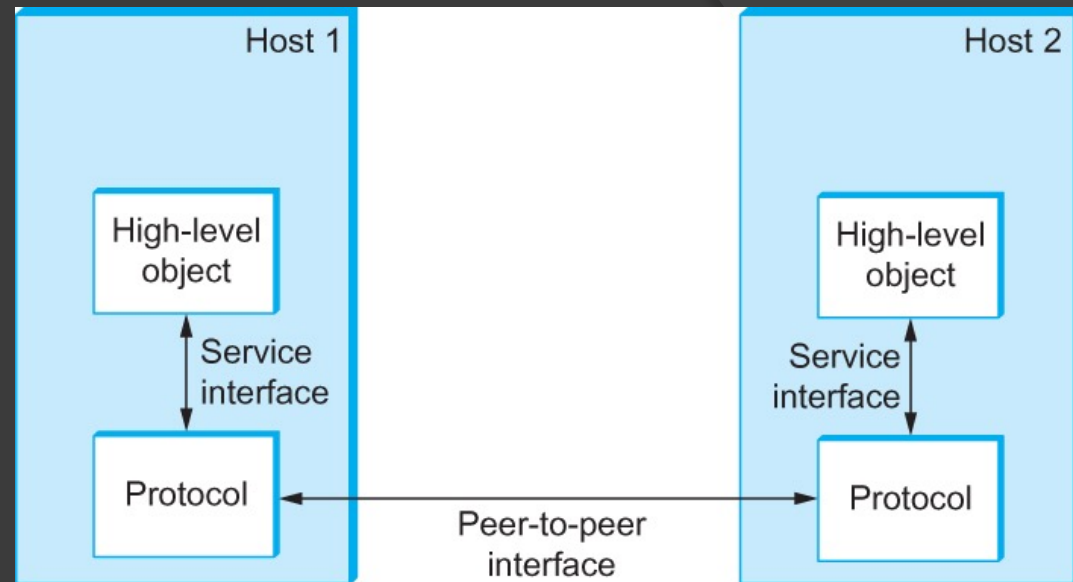 Host 1
Host 2
High-level
object
High-level
object
Service
interface
Service
interface
Protocol
Protocol
Peer-to-peer
interface